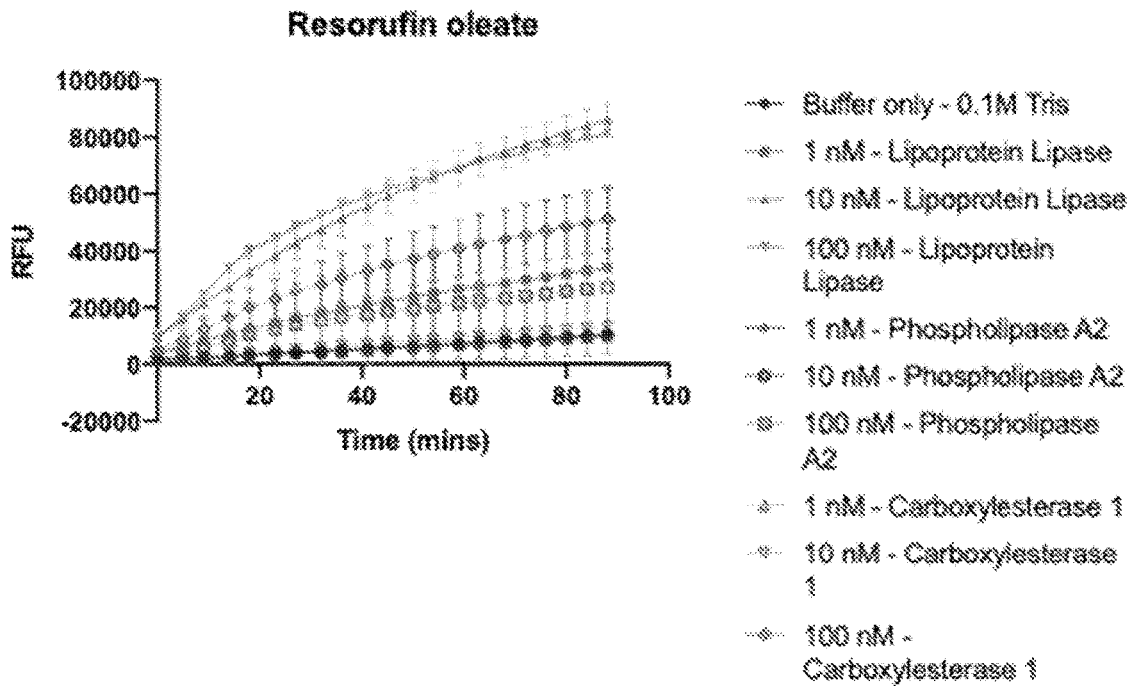 Resorufin oleate
100000
80000
60000
40000
20000
0
-20000
RFU
20
40
60
80
100
Time (mins)
Buffer only - 0.1M Tris
1 nM - Lipoprotein Lipase
10 nM - Lipoprotein Lipase
100 nM - Lipoprotein
Lipase
1 nM - Phospholipase A2
10 nM - Phospholipase A2
100 nM - Phospholipase
A2
1 nM - Carboxylesterase 1
10 nM - Carboxylesterase
1
100 nM -
Carboxylesterase 1